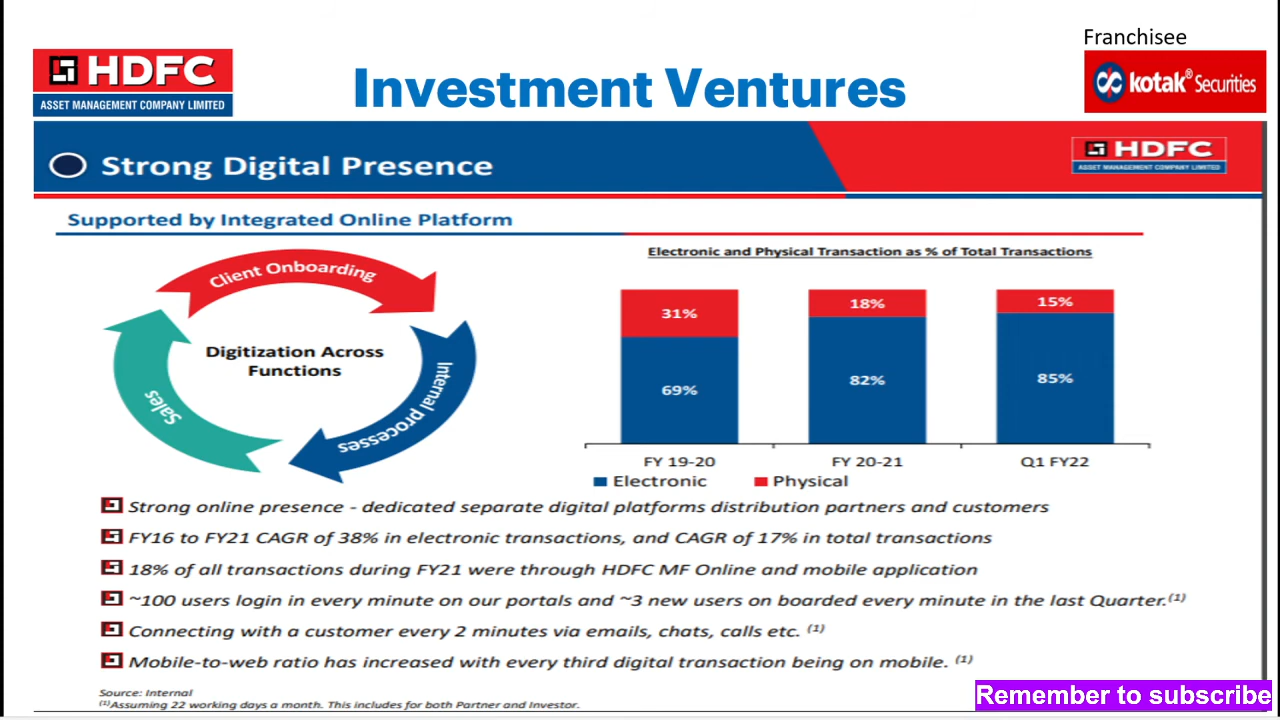 Franchisee
HDFC
ASSET MANAGEMENT COMPANY LIMITED
Investment Ventures
kotak® Securities
Strong Digital Presence
HDFC
ASSET MANAGEMENT COMPANY LIMITED
Supported by Integrated Online Platform
Client Onboarding
Internal processes
Sales
Digitization Across
Functions
Electronic and Physical Transaction as % of Total Transactions
31%
18%
15%
69%
82%
85%
FY 19-20
FY 20-21
Q1 FY22
Electronic
Physical
Strong online presence - dedicated separate digital platforms distribution partners and customers
FY16 to FY21 CAGR of 38% in electronic transactions, and CAGR of 17% in total transactions
18% of all transactions during FY21 were through HDFC MF Online and mobile application
~100 users login in every minute on our portals and ~3 new users on boarded every minute in the last Quarter.(1)
Connecting with a customer every 2 minutes via emails, chats, calls etc. (1)
Mobile-to-web ratio has increased with every third digital transaction being on mobile. (1)
Source: Internal
(1)Assuming 22 working days a month. This includes for both Partner and Investor.
Remember to subscribe